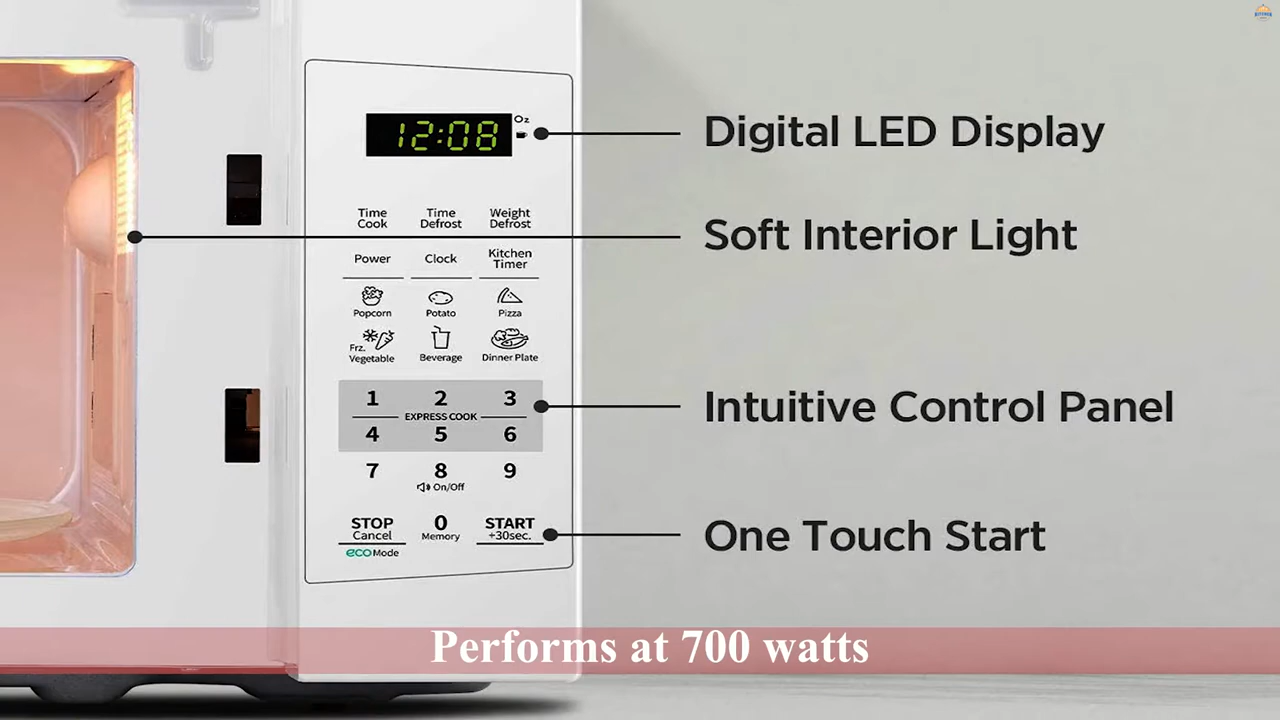 12:08
Oz
Digital LED Display
Time Cook
Time Defrost
Weight Defrost
Soft Interior Light
Power
Clock
Kitchen Timer
Popcorn
Potato
Pizza
Frz. Vegetable
Beverage
Dinner Plate
1 2 3
EXPRESS COOK
Intuitive Control Panel
4 5 6
7 8 9
On/Off
STOP
Cancel
0
Memory
START
+30sec.
One Touch Start
eco Mode
Performs at 700 watts